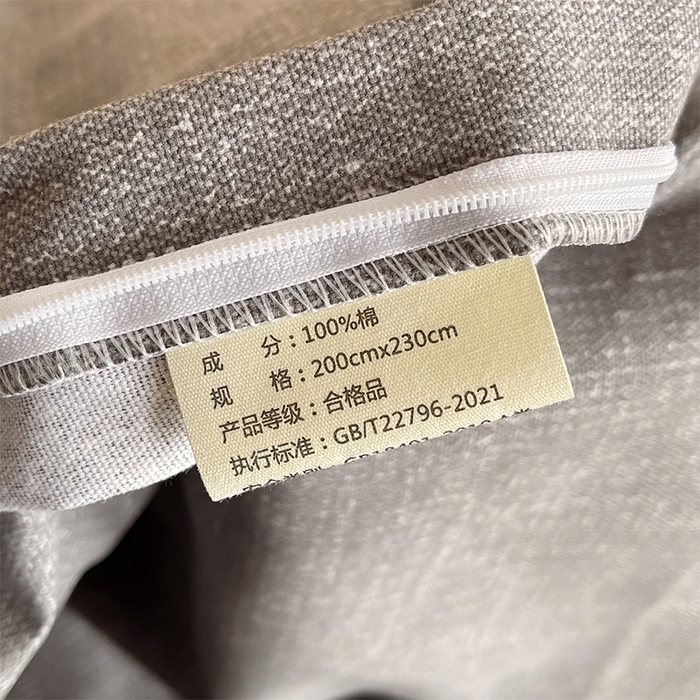 成 分：100%棉
规 格：200cmx230cm
产品等级：合格品
执行标准：GB/T22796-2021